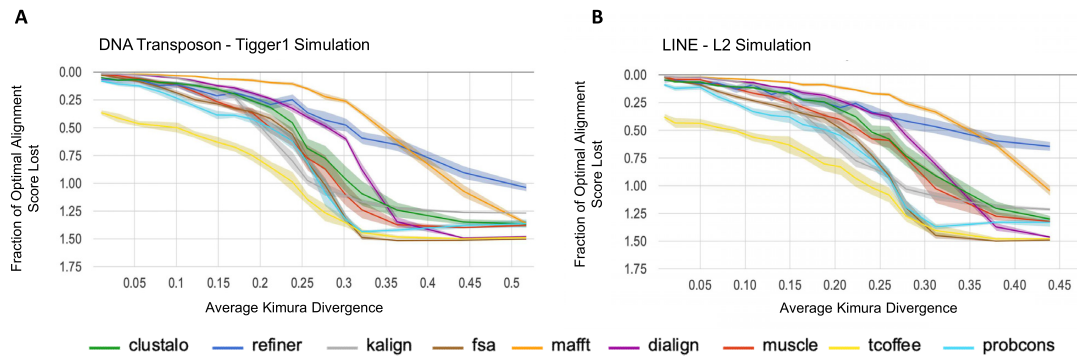 A
DNA Transposon - Tigger1 Simulation
Fraction of Optimal Alignment
Score Lost
0.00
0.25
0.50
0.75
1.00
1.25
1.50
1.75
0.05 0.1 0.15 0.2 0.25 0.3 0.35 0.4 0.45 0.5
Average Kimura Divergence
B
LINE - L2 Simulation
Fraction of Optimal Alignment
Score Lost
0.00
0.25
0.50
0.75
1.00
1.25
1.50
1.75
0.05 0.10 0.15 0.20 0.25 0.30 0.35 0.40 0.45
Average Kimura Divergence
clustalo refiner kalign fsa mafft dialign muscle tcoffee probcons